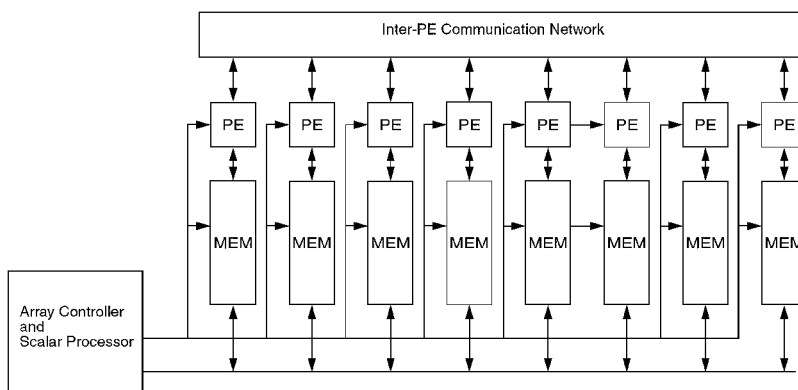 Inter-PE Communication Network
PE PE PE PE PE PE PE PE
MEM MEM MEM MEM MEM MEM MEM MEM
Array Controller
and
Scalar Processor